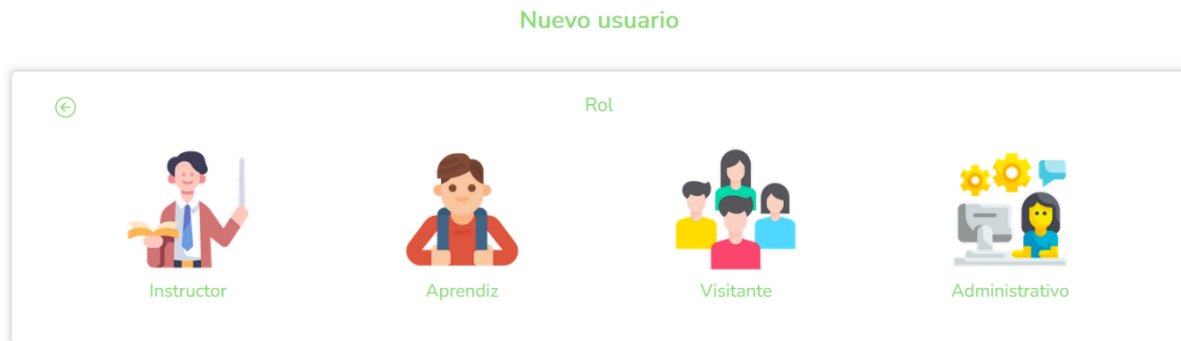 Nuevo usuario
Rol
Instructor
Aprendiz
Visitante
Administrativo